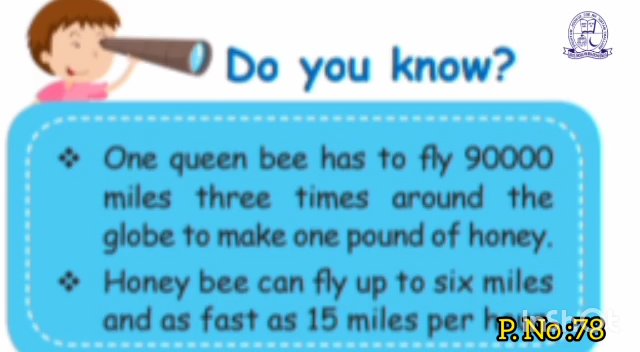 Do you know?
❖ One queen bee has to fly 90000
miles three times around the
globe to make one pound of honey.
❖ Honey bee can fly up to six miles
and as fast as 15 miles per
P.No:78